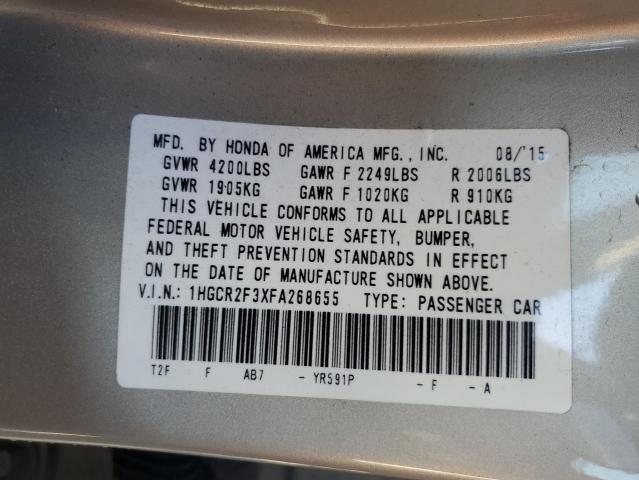 MFD. BY HONDA OF AMERICA MFG., INC. 08/'15
GVWR 4200LBS GAWR F 2249LBS R 2006LBS
GVWR 1905KG GAWR F 1020KG R 910KG
THIS VEHICLE CONFORMS TO ALL APPLICABLE
FEDERAL MOTOR VEHICLE SAFETY, BUMPER,
AND THEFT PREVENTION STANDARDS IN EFFECT
ON THE DATE OF MANUFACTURE SHOWN ABOVE.
V.I.N.: 1HGCR2F3XFA268655 TYPE: PASSENGER CAR
T2F F AB7 - YR591P - F - A